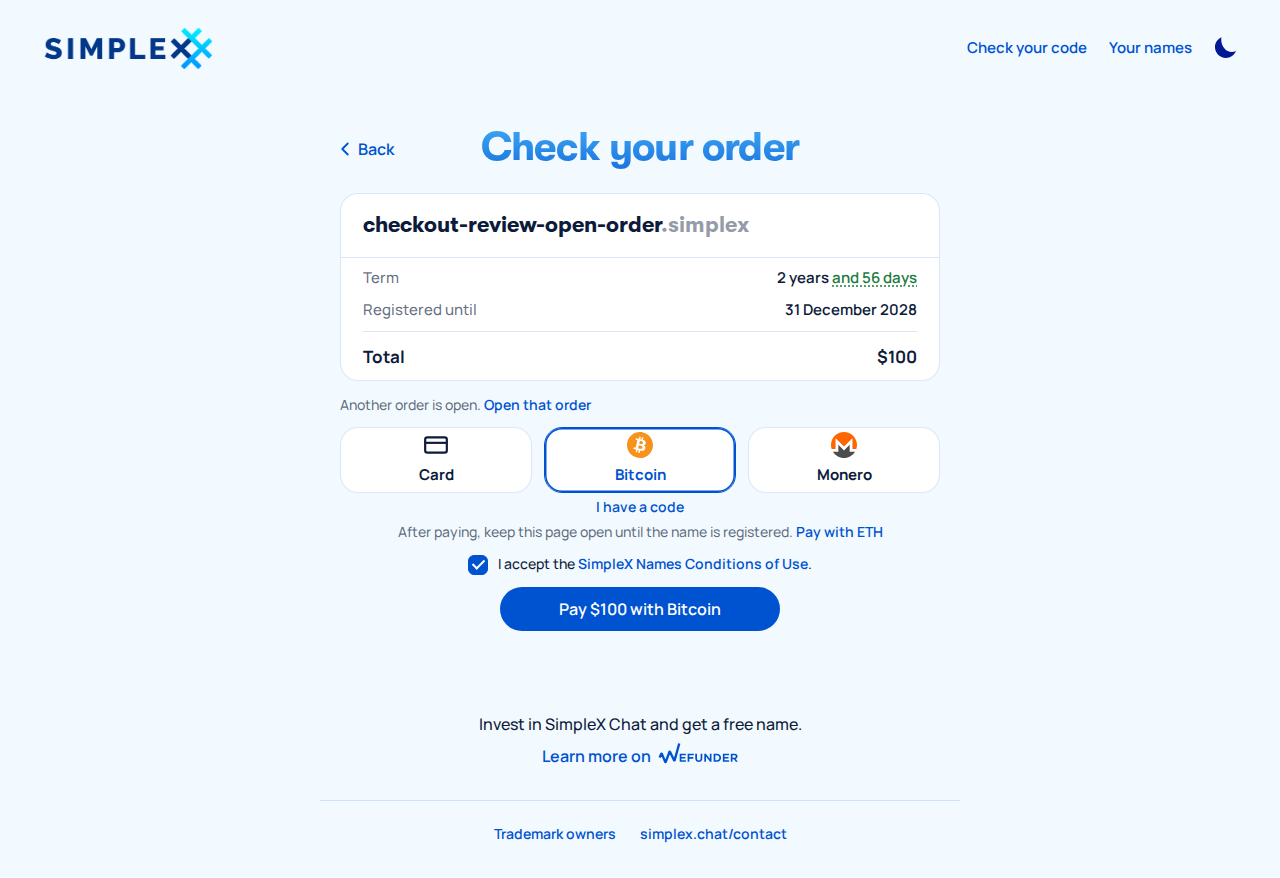 SIMPLEX
Check your code Your names
Back
Check your order
checkout-review-open-order.simplex
Term 2 years and 56 days
Registered until 31 December 2028
Total $100
Another order is open. Open that order
Card Bitcoin Monero
I have a code
After paying, keep this page open until the name is registered. Pay with ETH
I accept the SimpleX Names Conditions of Use.
Pay $100 with Bitcoin
Invest in SimpleX Chat and get a free name.
Learn more on WEFUNDER
Trademark owners simplex.chat/contact